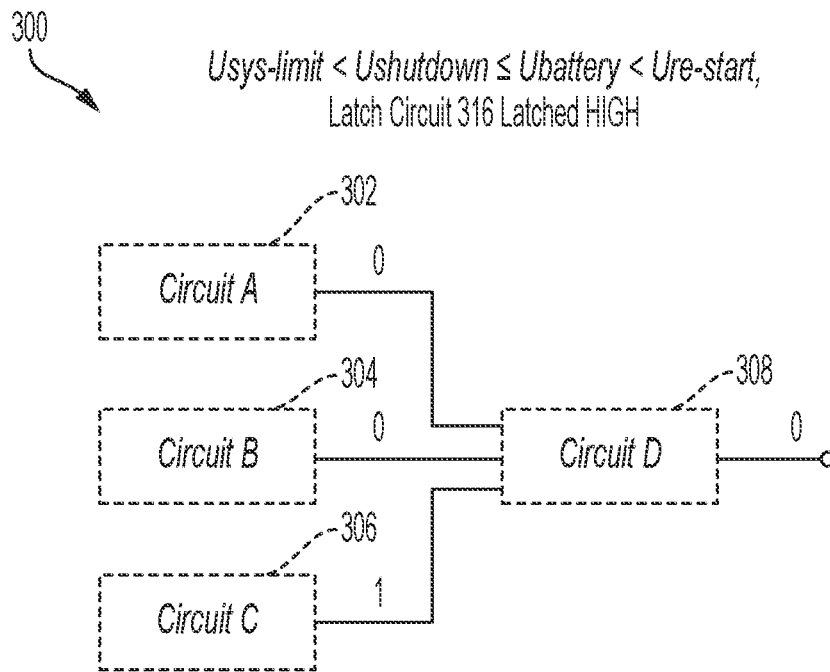 300
Usys-limit < Ushutdown ≤ Ubattery < Ure-start,
Latch Circuit 316 Latched HIGH
302
Circuit A
0
304
Circuit B
0
308
Circuit D
0
306
Circuit C
1